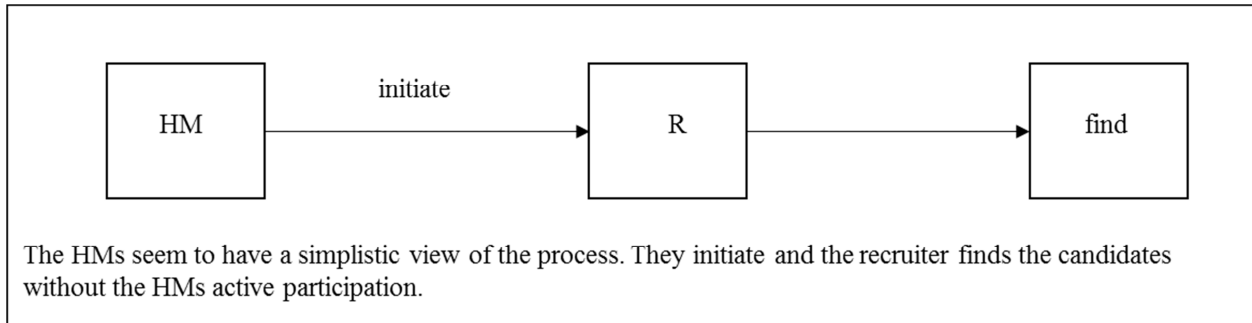 initiate
HM
R
find
The HMs seem to have a simplistic view of the process. They initiate and the recruiter finds the candidates
without the HMs active participation.